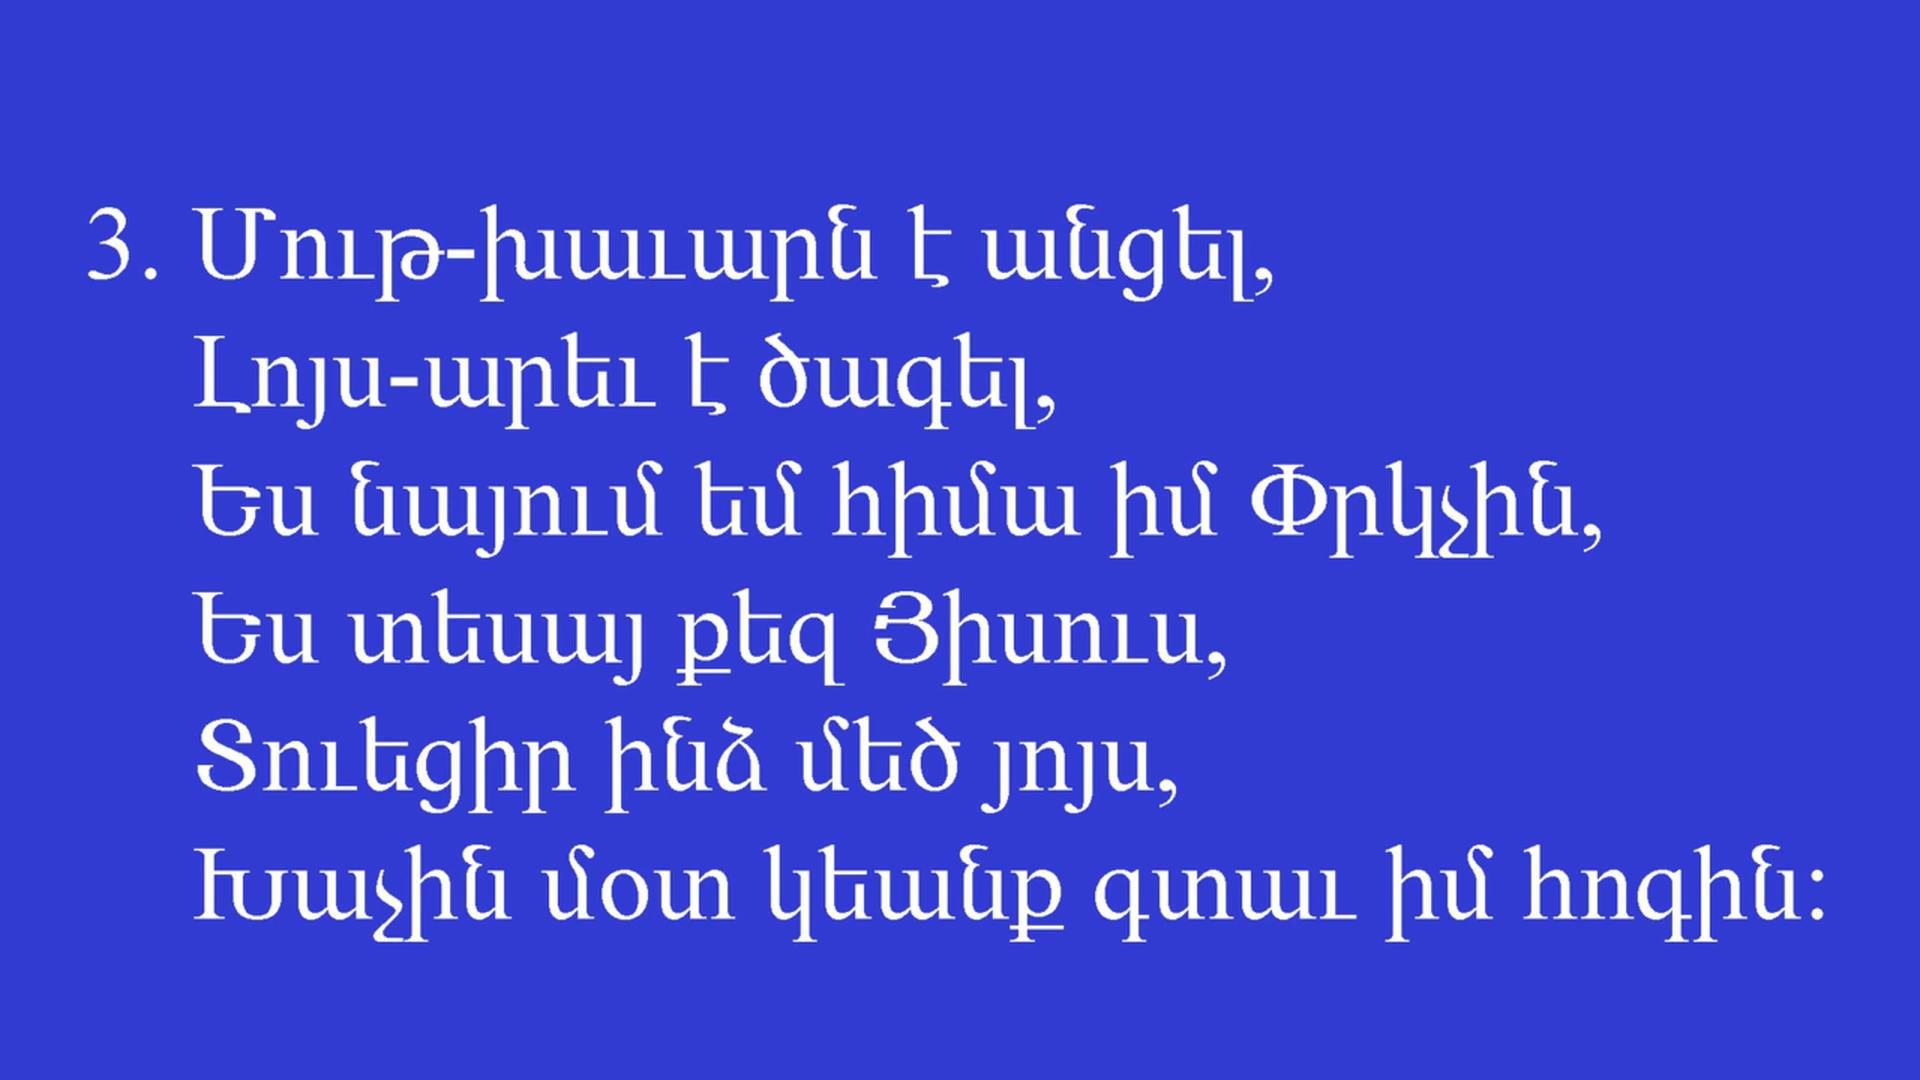 3. Մութ-խաւարն է անցել,
Լոյս-արեւ է ծագել,
Ես նայում եմ հիմա իմ Փրկչին,
Ես տեսայ քեզ Յիսուս,
Տուեցիր ինձ մեծ յոյս,
Խաչին մօտ կեանք գտաւ իմ հոգին: